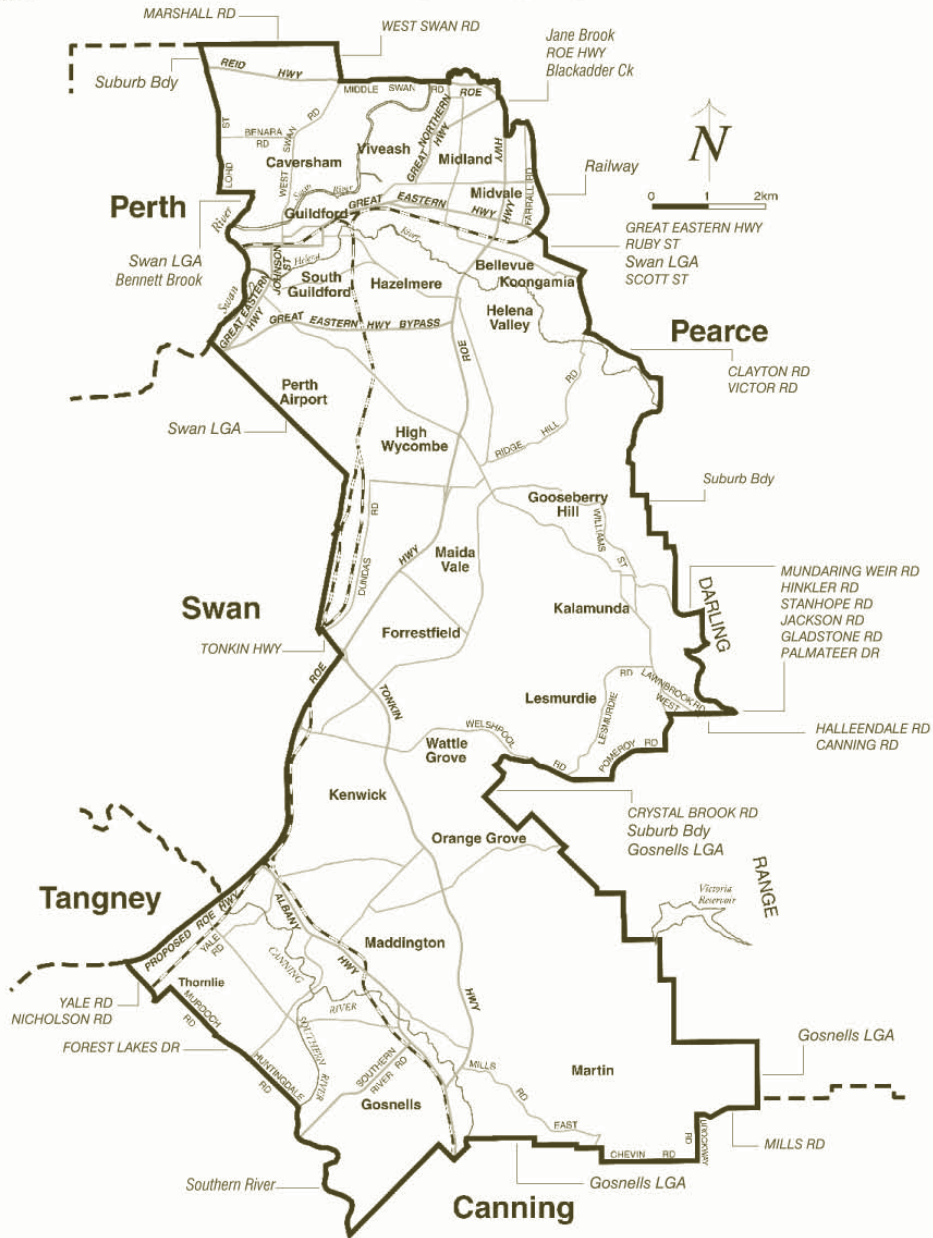 MARSHALL RD
WEST SWAN RD
Jane Brook
ROE HWY
Blackadder Ck
Suburb Bdy
REID HWY
MIDDLE SWAN RD
ROE HWY
LORD ST
BENARA RD
WEST SWAN RD
GREAT NORTHERN HWY
Caversham
Viveash
Midland
N
Railway
Midvale
FARRALL RD
0 1 2km
Perth
Swan River
Guildford
GREAT EASTERN HWY
GREAT EASTERN HWY
RUBY ST
Swan LGA
SCOTT ST
River
Swan LGA
Bennett Brook
JOHNSON ST
Helena
River
South
Guildford
Hazelmere
Bellevue
Koongamia
Helena
Valley
Swan
GREAT EASTERN HWY
GREAT EASTERN HWY BYPASS
ROE
Pearce
CLAYTON RD
VICTOR RD
Perth
Airport
Swan LGA
High
Wycombe
RIDGE HILL RD
Suburb Bdy
Gooseberry
Hill
WILLIAMS ST
DUNDAS RD
HWY
Maida
Vale
DARLING
MUNDARING WEIR RD
HINKLER RD
STANHOPE RD
JACKSON RD
GLADSTONE RD
PALMATEER DR
Swan
Kalamunda
Forrestfield
TONKIN HWY
ROE
TONKIN
Lesmurdie
LESMURDIE RD
LAWNBROOK RD
WEST
HALLEENDALE RD
CANNING RD
WELSHPOOL RD
POMEROY RD
Wattle
Grove
Kenwick
CRYSTAL BROOK RD
Suburb Bdy
Gosnells LGA
Orange Grove
RANGE
Victoria
Reservoir
Tangney
PROPOSED ROE HWY
YALE RD
ALBANY HWY
Maddington
CANNING RIVER
HWY
Thornlie
YALE RD
NICHOLSON RD
MURDOCH RD
FOREST LAKES DR
SOUTHERN RIVER
HUNTINGDALE RD
SOUTHERN RIVER RD
Gosnells
MILLS RD EAST
Martin
Gosnells LGA
CHEVIN RD
MILLS RD
Southern River
Gosnells LGA
Canning